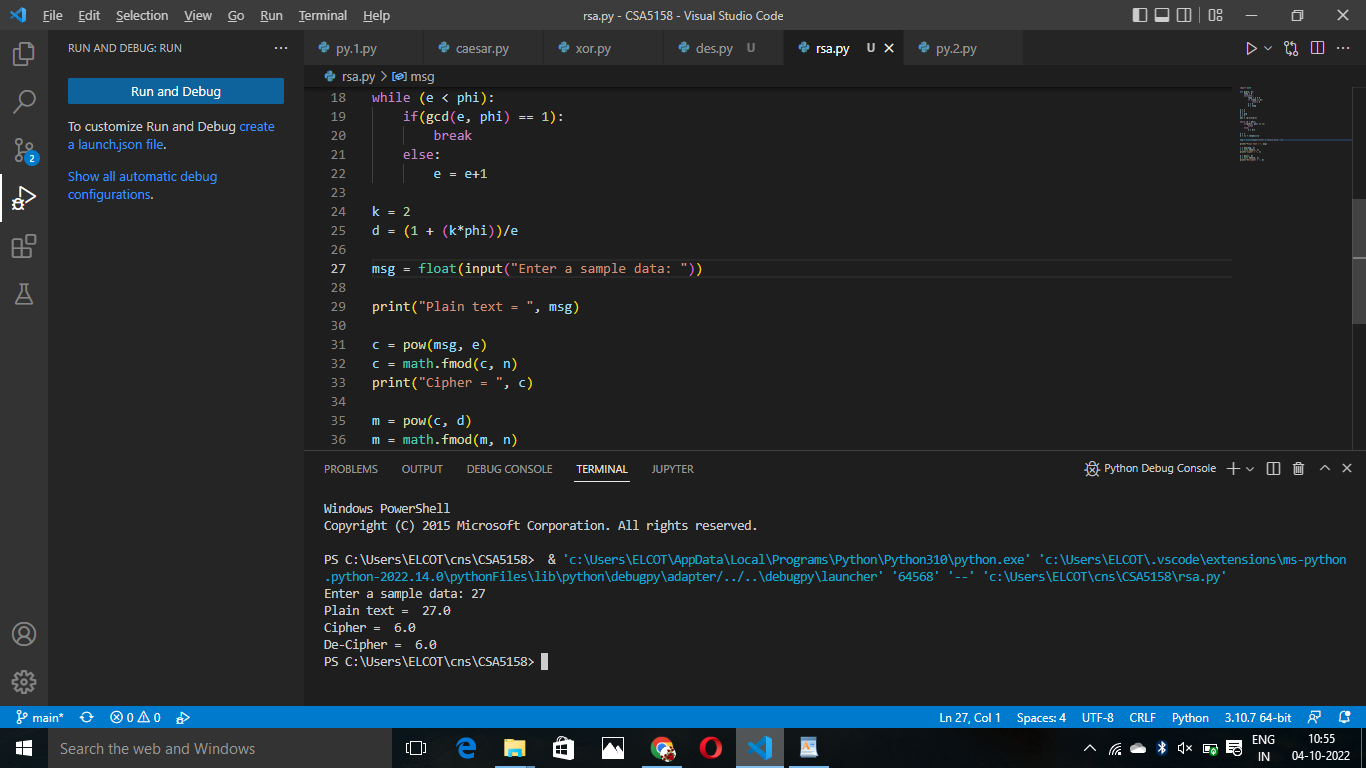 File Edit Selection View Go Run Terminal Help
rsa.py - CSA5158 - Visual Studio Code
RUN AND DEBUG: RUN
Run and Debug
To customize Run and Debug create
a launch.json file.
Show all automatic debug
configurations.
2
py.1.py caesar.py xor.py des.py U rsa.py U py.2.py
rsa.py > msg
18 while (e < phi):
19 if(gcd(e, phi) == 1):
20 break
21 else:
22 e = e+1
23
24 k = 2
25 d = (1 + (k*phi))/e
26
27 msg = float(input("Enter a sample data: "))
28
29 print("Plain text = ", msg)
30
31 c = pow(msg, e)
32 c = math.fmod(c, n)
33 print("Cipher = ", c)
34
35 m = pow(c, d)
36 m = math.fmod(m, n)
PROBLEMS OUTPUT DEBUG CONSOLE TERMINAL JUPYTER
Python Debug Console
Windows PowerShell
Copyright (C) 2015 Microsoft Corporation. All rights reserved.
PS C:\Users\ELCOT\cns\CSA5158> & 'c:\Users\ELCOT\AppData\Local\Programs\Python\Python310\python.exe' 'c:\Users\ELCOT\.vscode\extensions\ms-python
.python-2022.14.0\pythonFiles\lib\python\debugpy\adapter/../..\debugpy\launcher' '64568' '--' 'c:\Users\ELCOT\cns\CSA5158\rsa.py'
Enter a sample data: 27
Plain text = 27.0
Cipher = 6.0
De-Cipher = 6.0
PS C:\Users\ELCOT\cns\CSA5158>
main* 0 0
Ln 27, Col 1 Spaces: 4 UTF-8 CRLF Python 3.10.7 64-bit
Search the web and Windows
ENG
IN
10:55
04-10-2022